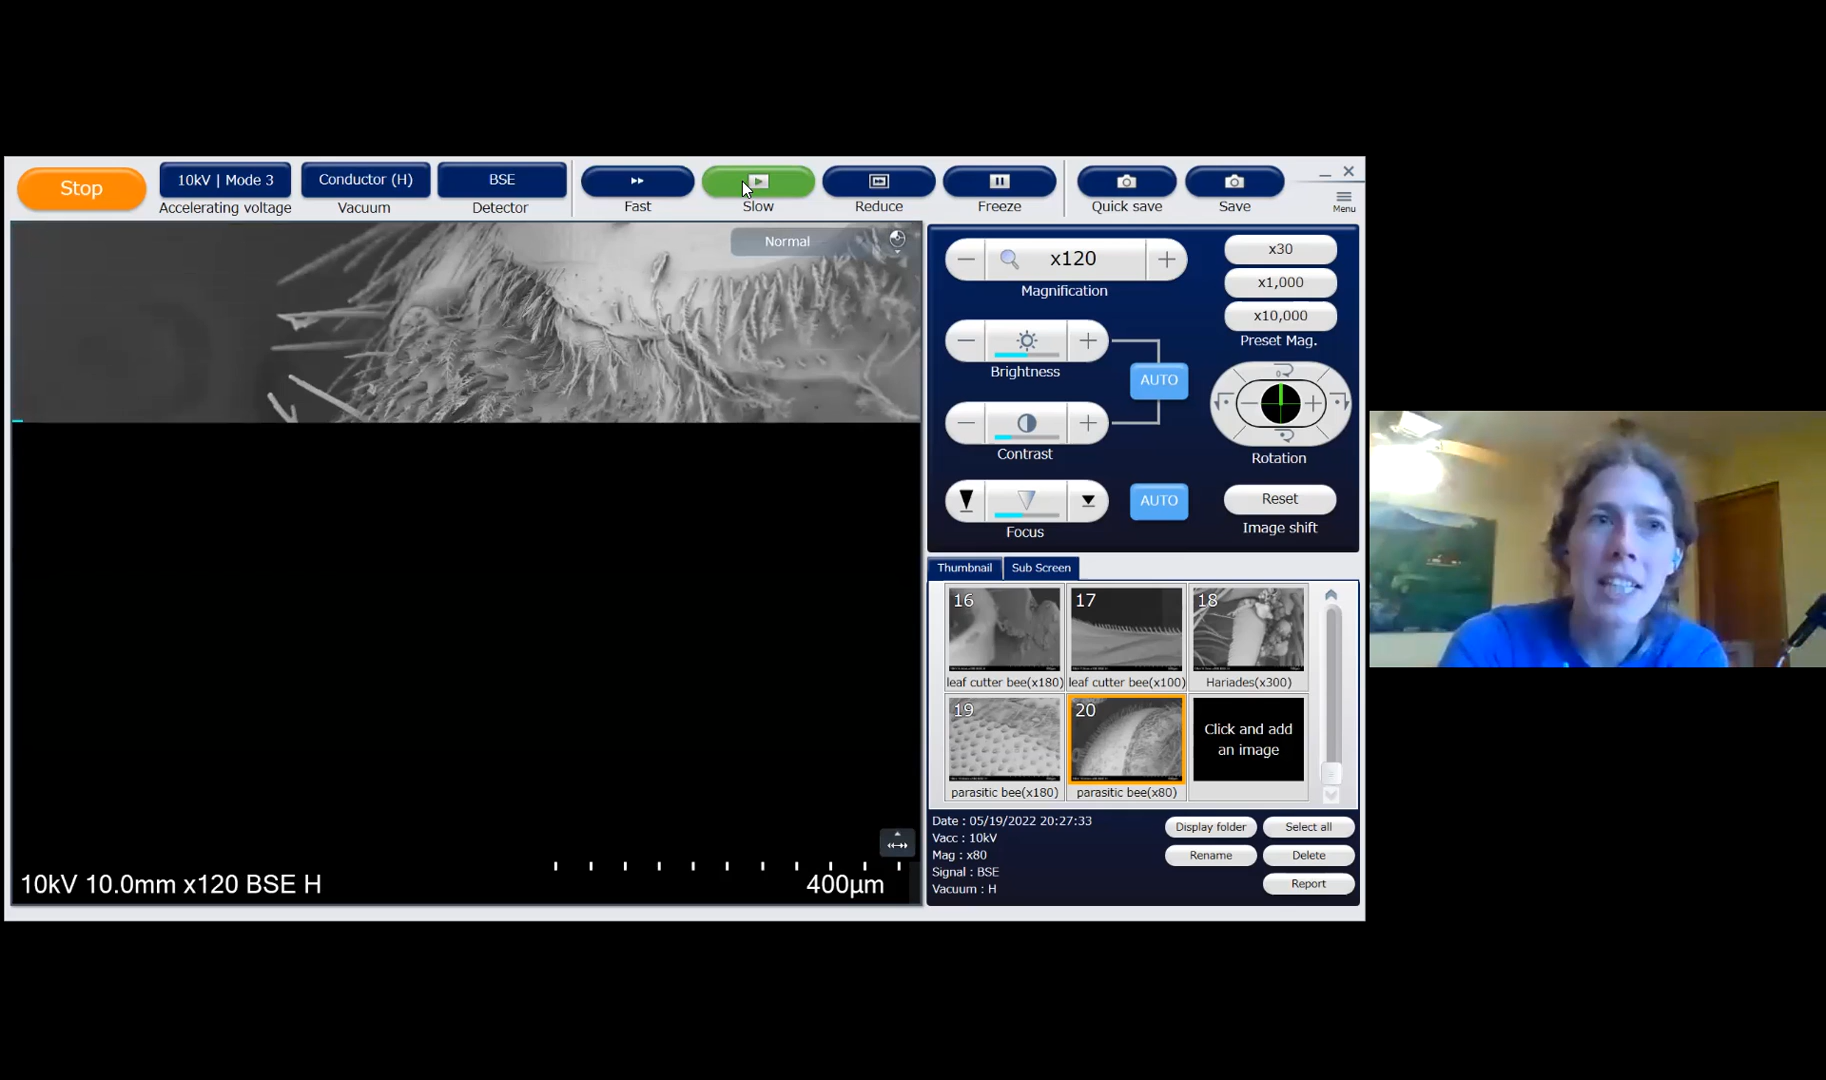 Stop
10kV | Mode 3
Accelerating voltage
Conductor (H)
Vacuum
BSE
Detector
Fast
Slow
Reduce
Freeze
Quick save
Save
Menu
Normal
x120
Magnification
Brightness
AUTO
Contrast
Focus
AUTO
x30
x1,000
x10,000
Preset Mag.
0
Rotation
Reset
Image shift
10kV 10.0mm x120 BSE H
400µm
Thumbnail
Sub Screen
16
leaf cutter bee(x180)
17
leaf cutter bee(x100)
18
Hariades(x300)
19
parasitic bee(x180)
20
parasitic bee(x80)
Click and add
an image
Date : 05/19/2022 20:27:33
Vacc : 10kV
Mag : x80
Signal : BSE
Vacuum : H
Display folder
Select all
Rename
Delete
Report